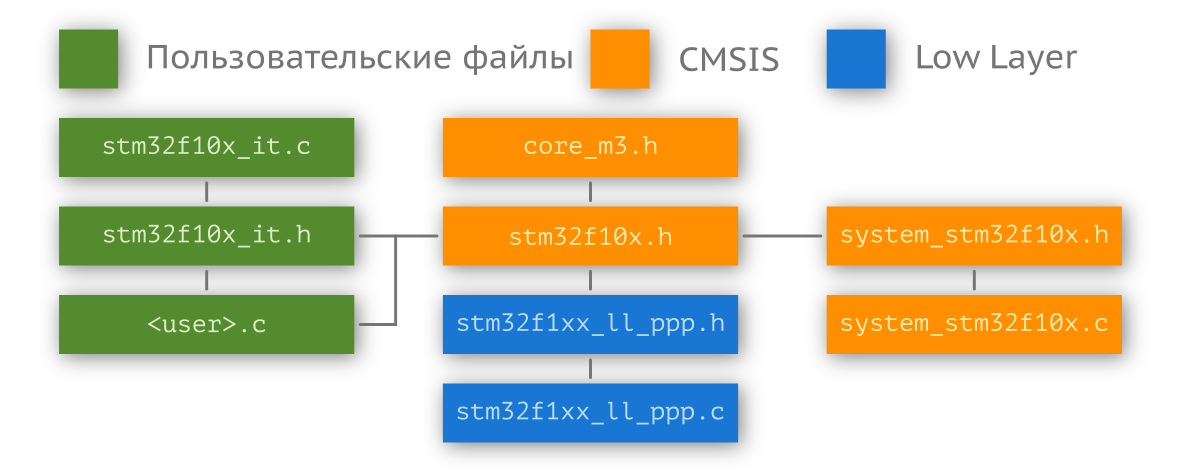 Пользовательские файлы
CMSIS
Low Layer
stm32f10x_it.c
core_m3.h
stm32f10x_it.h
stm32f10x.h
system_stm32f10x.h
<user>.c
stm32f1xx_ll_ppp.h
system_stm32f10x.c
stm32f1xx_ll_ppp.c